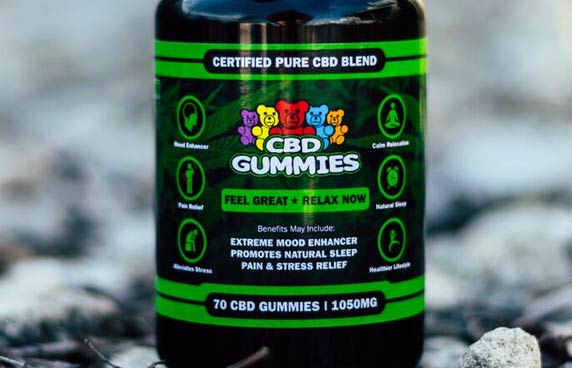 CERTIFIED PURE CBD BLEND
CBD
GUMMIES
FEEL GREAT ★ RELAX NOW
Mood Enhancer
Pain Relief
Alleviates Stress
Calm Relaxation
Natural Sleep
Healthier Lifestyle
Benefits May Include:
EXTREME MOOD ENHANCER
PROMOTES NATURAL SLEEP
PAIN & STRESS RELIEF
70 CBD GUMMIES | 1050MG